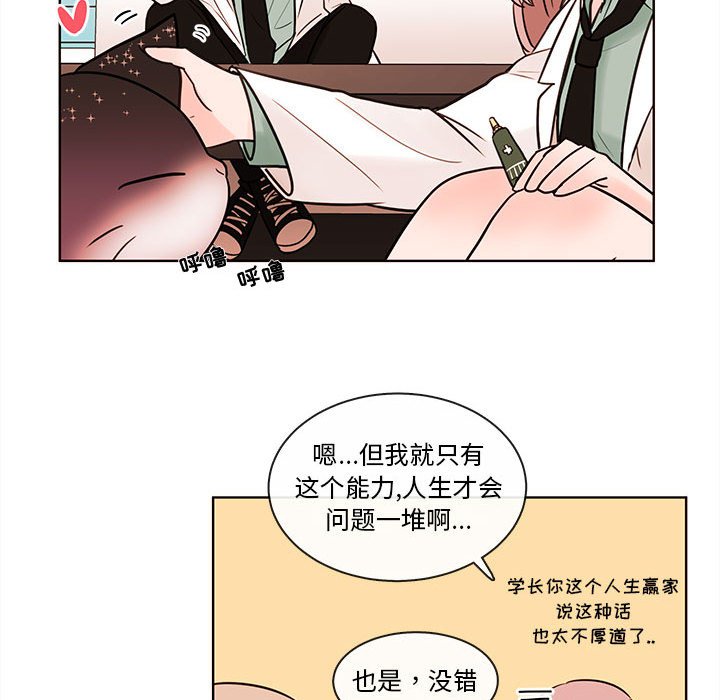 呼噜
呼噜
嗯...但我就只有
这个能力,人生才会
问题一堆啊...
学长你这个人生赢家
说这种话
也太不厚道了..
也是，没错